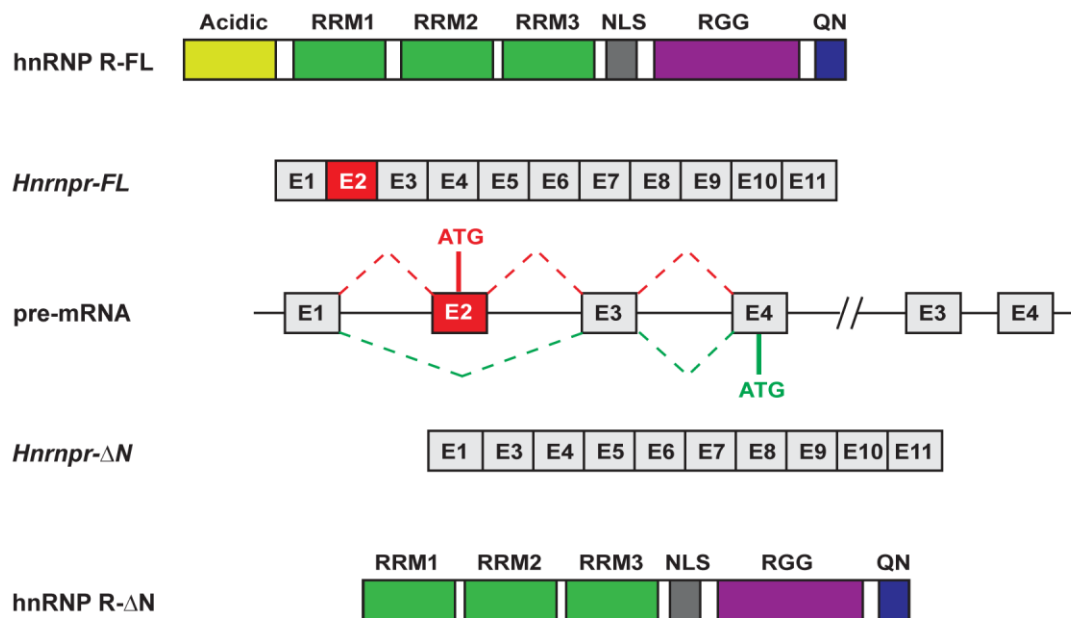 Acidic RRM1 RRM2 RRM3 NLS RGG QN
hnRNP R-FL
Hnrnpr-FL E1 E2 E3 E4 E5 E6 E7 E8 E9 E10 E11
ATG
pre-mRNA E1 E2 E3 E4 // E3 E4
ATG
Hnrnpr-ΔN E1 E3 E4 E5 E6 E7 E8 E9 E10 E11
RRM1 RRM2 RRM3 NLS RGG QN
hnRNP R-ΔN